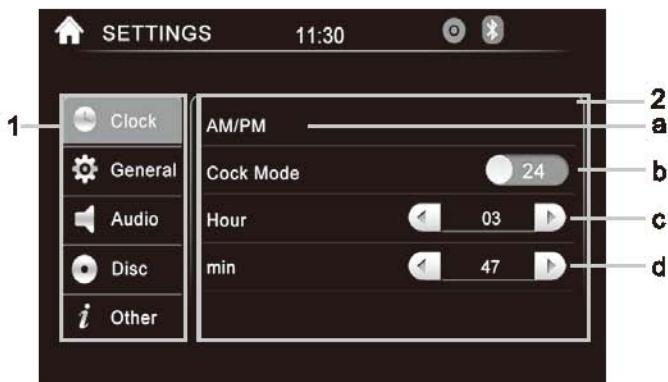 SETTINGS 11:30
2
1 Clock AM/PM a
General Cock Mode 24 b
Audio Hour 03 c
Disc min 47 d
i Other